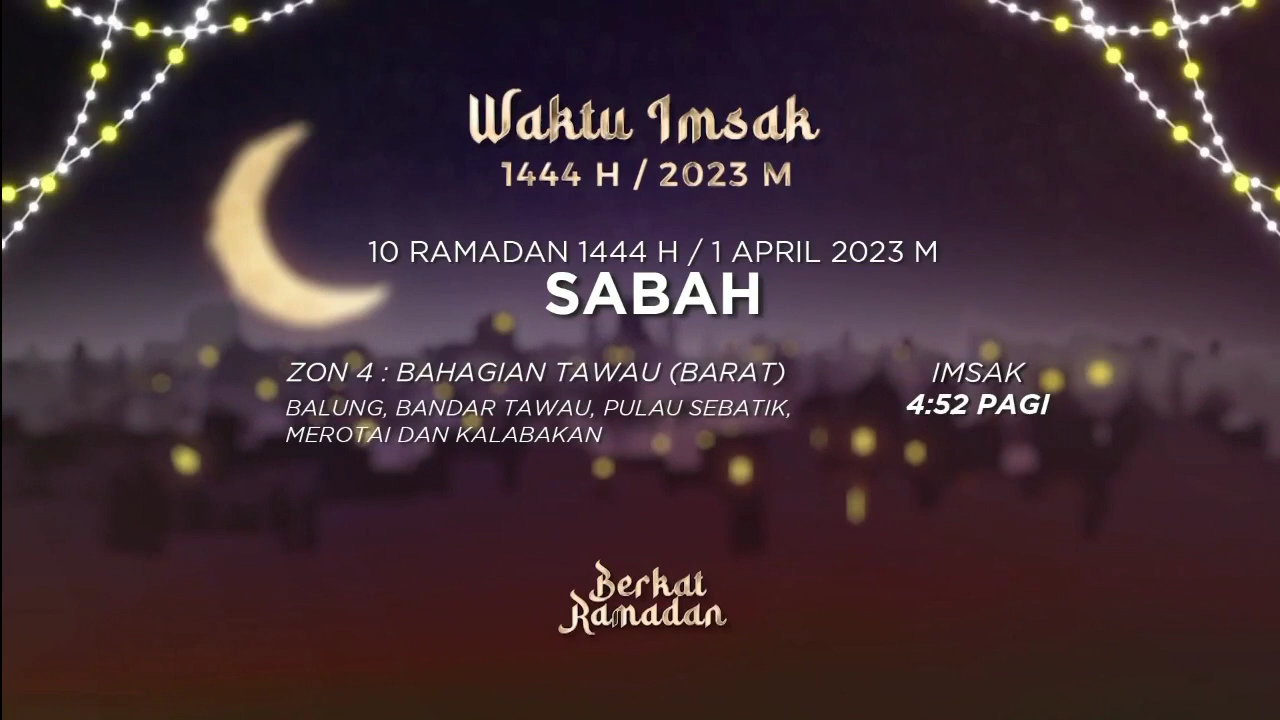 Waktu Imsak
1444 H / 2023 M
10 RAMADAN 1444 H / 1 APRIL 2023 M
SABAH
ZON 4 : BAHAGIAN TAWAU (BARAT)
BALUNG, BANDAR TAWAU, PULAU SEBATIK,
MEROTAI DAN KALABAKAN
IMSAK
4:52 PAGI
Berkat
Ramadan